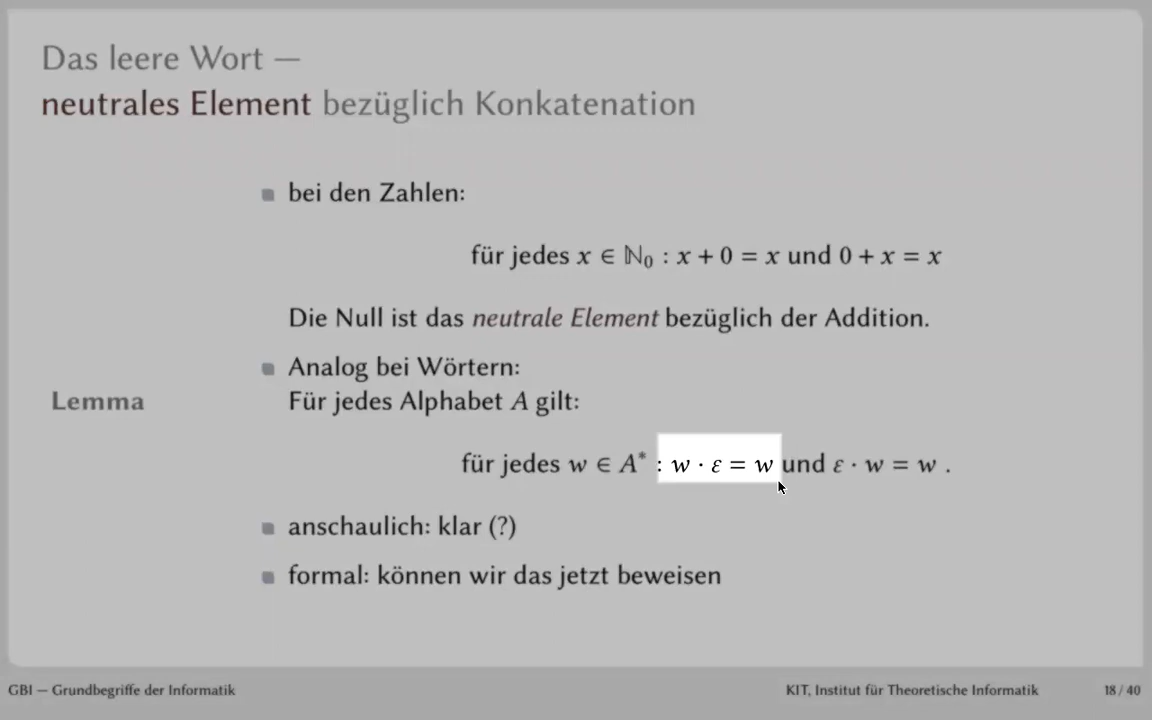 Das leere Wort —
neutrales Element bezüglich Konkatenation
bei den Zahlen:
für jedes x ∈ ℕ₀ : x + 0 = x und 0 + x = x
Die Null ist das neutrale Element bezüglich der Addition.
Analog bei Wörtern:
Lemma Für jedes Alphabet A gilt:
für jedes w ∈ A* : w · ε = w und ε · w = w .
anschaulich: klar (?)
formal: können wir das jetzt beweisen
GBI — Grundbegriffe der Informatik KIT, Institut für Theoretische Informatik 18 / 40